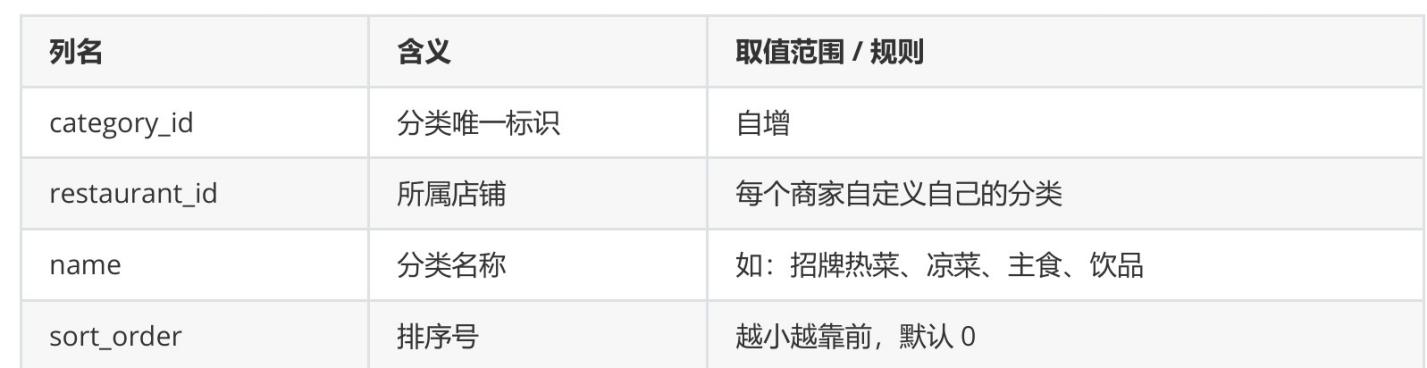 列名 含义 取值范围 / 规则
category_id 分类唯一标识 自增
restaurant_id 所属店铺 每个商家自定义自己的分类
name 分类名称 如：招牌热菜、凉菜、主食、饮品
sort_order 排序号 越小越靠前，默认 0